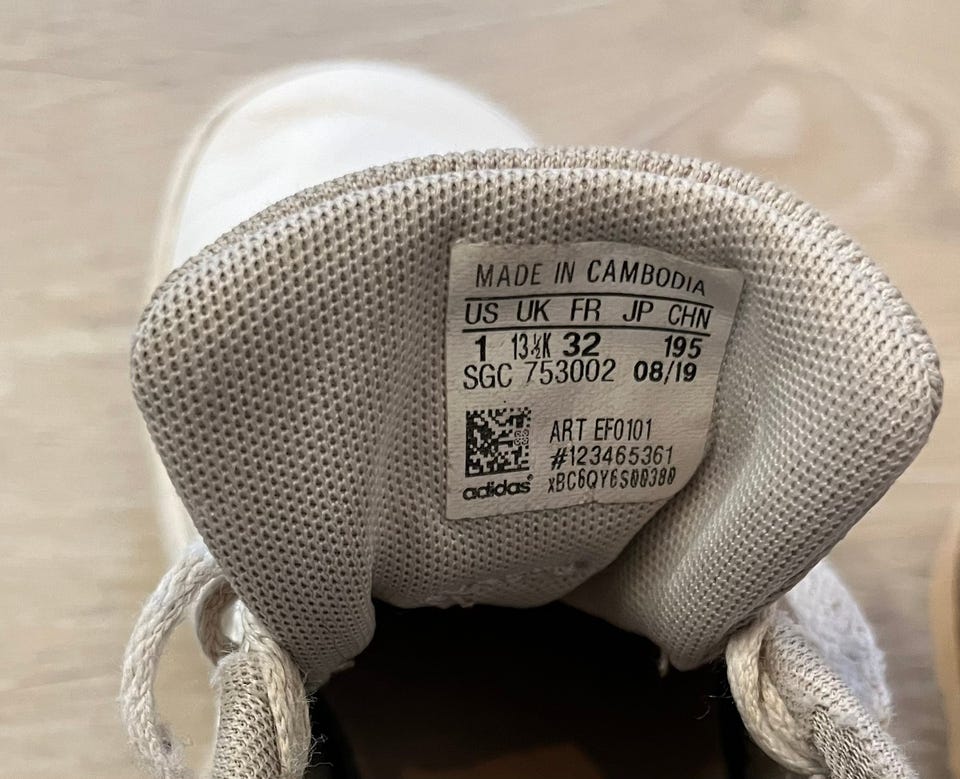 MADE IN CAMBODIA
US UK FR JP CHN
1 13½K 32 195
SGC 753002 08/19
ART EF0101
#123465361
adidas xBC6QY6S00380